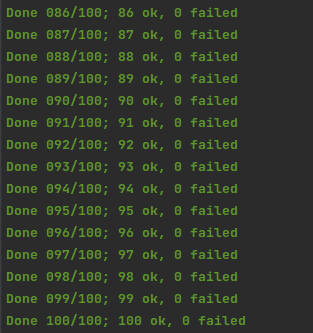 Done 086/100; 86 ok, 0 failed
Done 087/100; 87 ok, 0 failed
Done 088/100; 88 ok, 0 failed
Done 089/100; 89 ok, 0 failed
Done 090/100; 90 ok, 0 failed
Done 091/100; 91 ok, 0 failed
Done 092/100; 92 ok, 0 failed
Done 093/100; 93 ok, 0 failed
Done 094/100; 94 ok, 0 failed
Done 095/100; 95 ok, 0 failed
Done 096/100; 96 ok, 0 failed
Done 097/100; 97 ok, 0 failed
Done 098/100; 98 ok, 0 failed
Done 099/100; 99 ok, 0 failed
Done 100/100; 100 ok, 0 failed